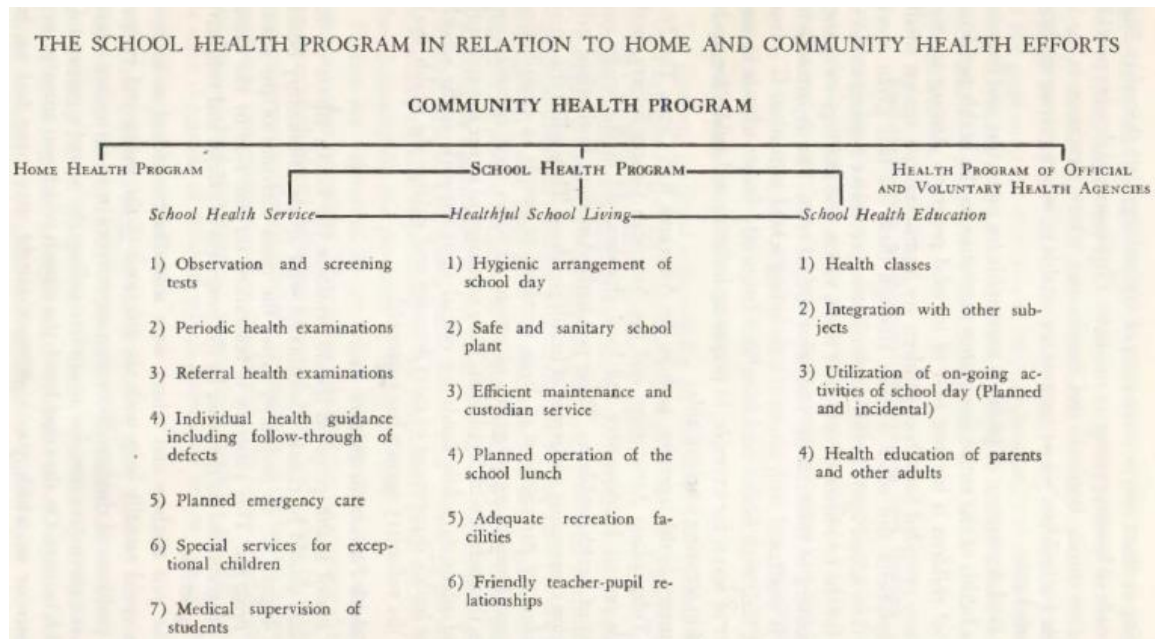 THE SCHOOL HEALTH PROGRAM IN RELATION TO HOME AND COMMUNITY HEALTH EFFORTS
COMMUNITY HEALTH PROGRAM
HOME HEALTH PROGRAM
SCHOOL HEALTH PROGRAM
HEALTH PROGRAM OF OFFICIAL
AND VOLUNTARY HEALTH AGENCIES
School Health Service
1) Observation and screening
tests
2) Periodic health examinations
3) Referral health examinations
4) Individual health guidance
including follow-through of
defects
5) Planned emergency care
6) Special services for excep-
tional children
7) Medical supervision of
students
Healthful School Living
1) Hygienic arrangement of
school day
2) Safe and sanitary school
plant
3) Efficient maintenance and
custodian service
4) Planned operation of the
school lunch
5) Adequate recreation fa-
cilities
6) Friendly teacher-pupil re-
lationships
School Health Education
1) Health classes
2) Integration with other sub-
jects
3) Utilization of on-going ac-
tivities of school day (Planned
and incidental)
4) Health education of parents
and other adults